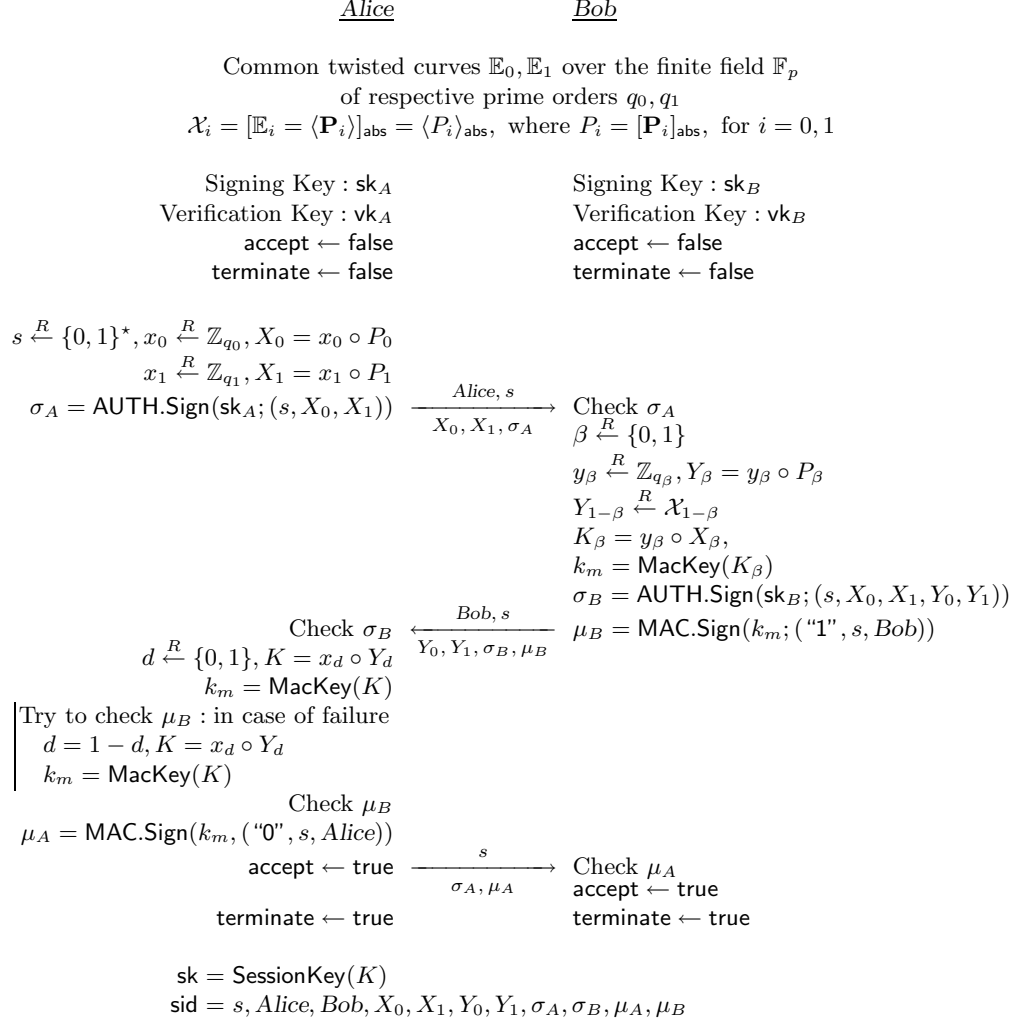 Alice Bob
Common twisted curves 𝔼₀, 𝔼₁ over the finite field 𝔽ₚ
of respective prime orders q₀, q₁
𝒳ᵢ = [𝔼ᵢ = ⟨𝐏ᵢ⟩]_abs = ⟨Pᵢ⟩_abs, where Pᵢ = [𝐏ᵢ]_abs, for i = 0, 1
Signing Key : sk_A Signing Key : sk_B
Verification Key : vk_A Verification Key : vk_B
accept ← false accept ← false
terminate ← false terminate ← false
s ←^R {0, 1}^⋆, x₀ ←^R ℤ_{q₀}, X₀ = x₀ ∘ P₀
x₁ ←^R ℤ_{q₁}, X₁ = x₁ ∘ P₁
σ_A = AUTH.Sign(sk_A; (s, X₀, X₁)) Alice, s → X₀, X₁, σ_A Check σ_A
β ←^R {0, 1}
y_β ←^R ℤ_{q_β}, Y_β = y_β ∘ P_β
Y_{1−β} ←^R 𝒳_{1−β}
K_β = y_β ∘ X_β,
k_m = MacKey(K_β)
σ_B = AUTH.Sign(sk_B; (s, X₀, X₁, Y₀, Y₁))
Check σ_B Bob, s ← Y₀, Y₁, σ_B, μ_B μ_B = MAC.Sign(k_m; ("1", s, Bob))
d ←^R {0, 1}, K = x_d ∘ Y_d
k_m = MacKey(K)
Try to check μ_B : in case of failure
d = 1 − d, K = x_d ∘ Y_d
k_m = MacKey(K)
Check μ_B
μ_A = MAC.Sign(k_m, ("0", s, Alice))
accept ← true s → σ_A, μ_A Check μ_A
accept ← true
terminate ← true terminate ← true
sk = SessionKey(K)
sid = s, Alice, Bob, X₀, X₁, Y₀, Y₁, σ_A, σ_B, μ_A, μ_B